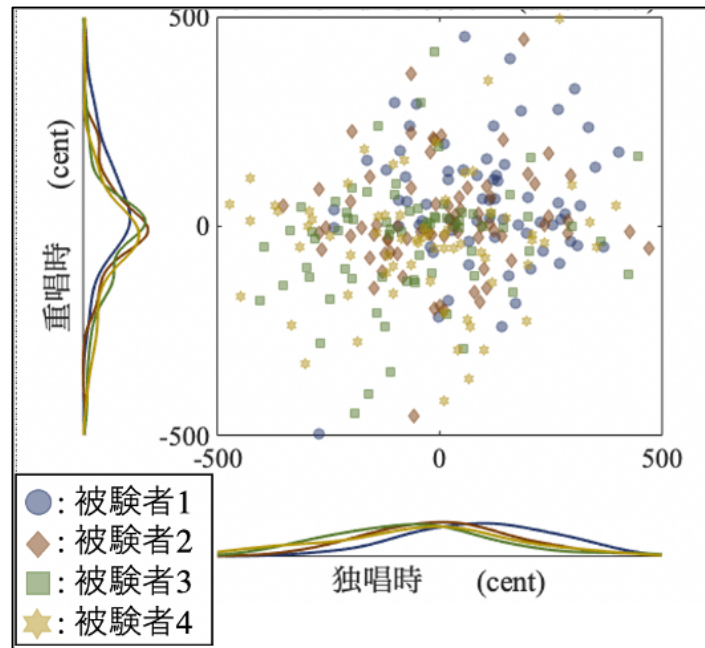 500
0
-500
重唱時 (cent)
-500 0 500
独唱時 (cent)
: 被験者1
: 被験者2
: 被験者3
: 被験者4